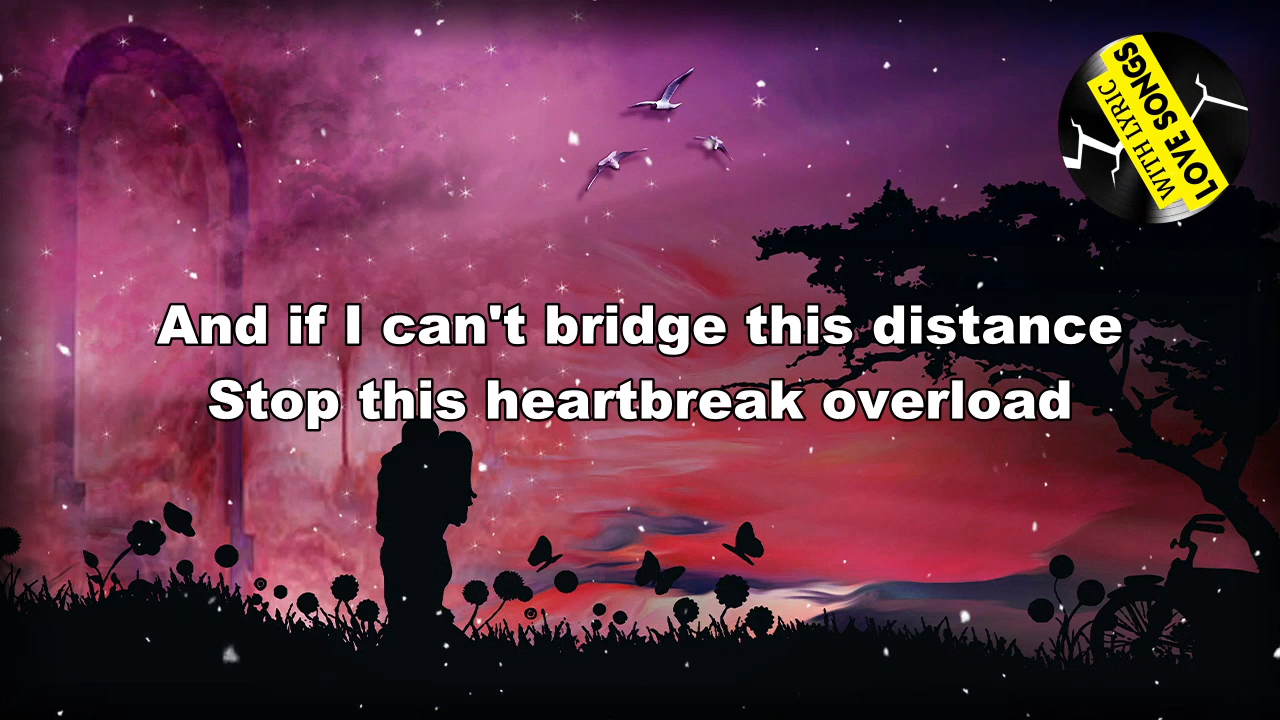 And if I can't bridge this distance
Stop this heartbreak overload
LOVE SONGS
WITH LYRIC